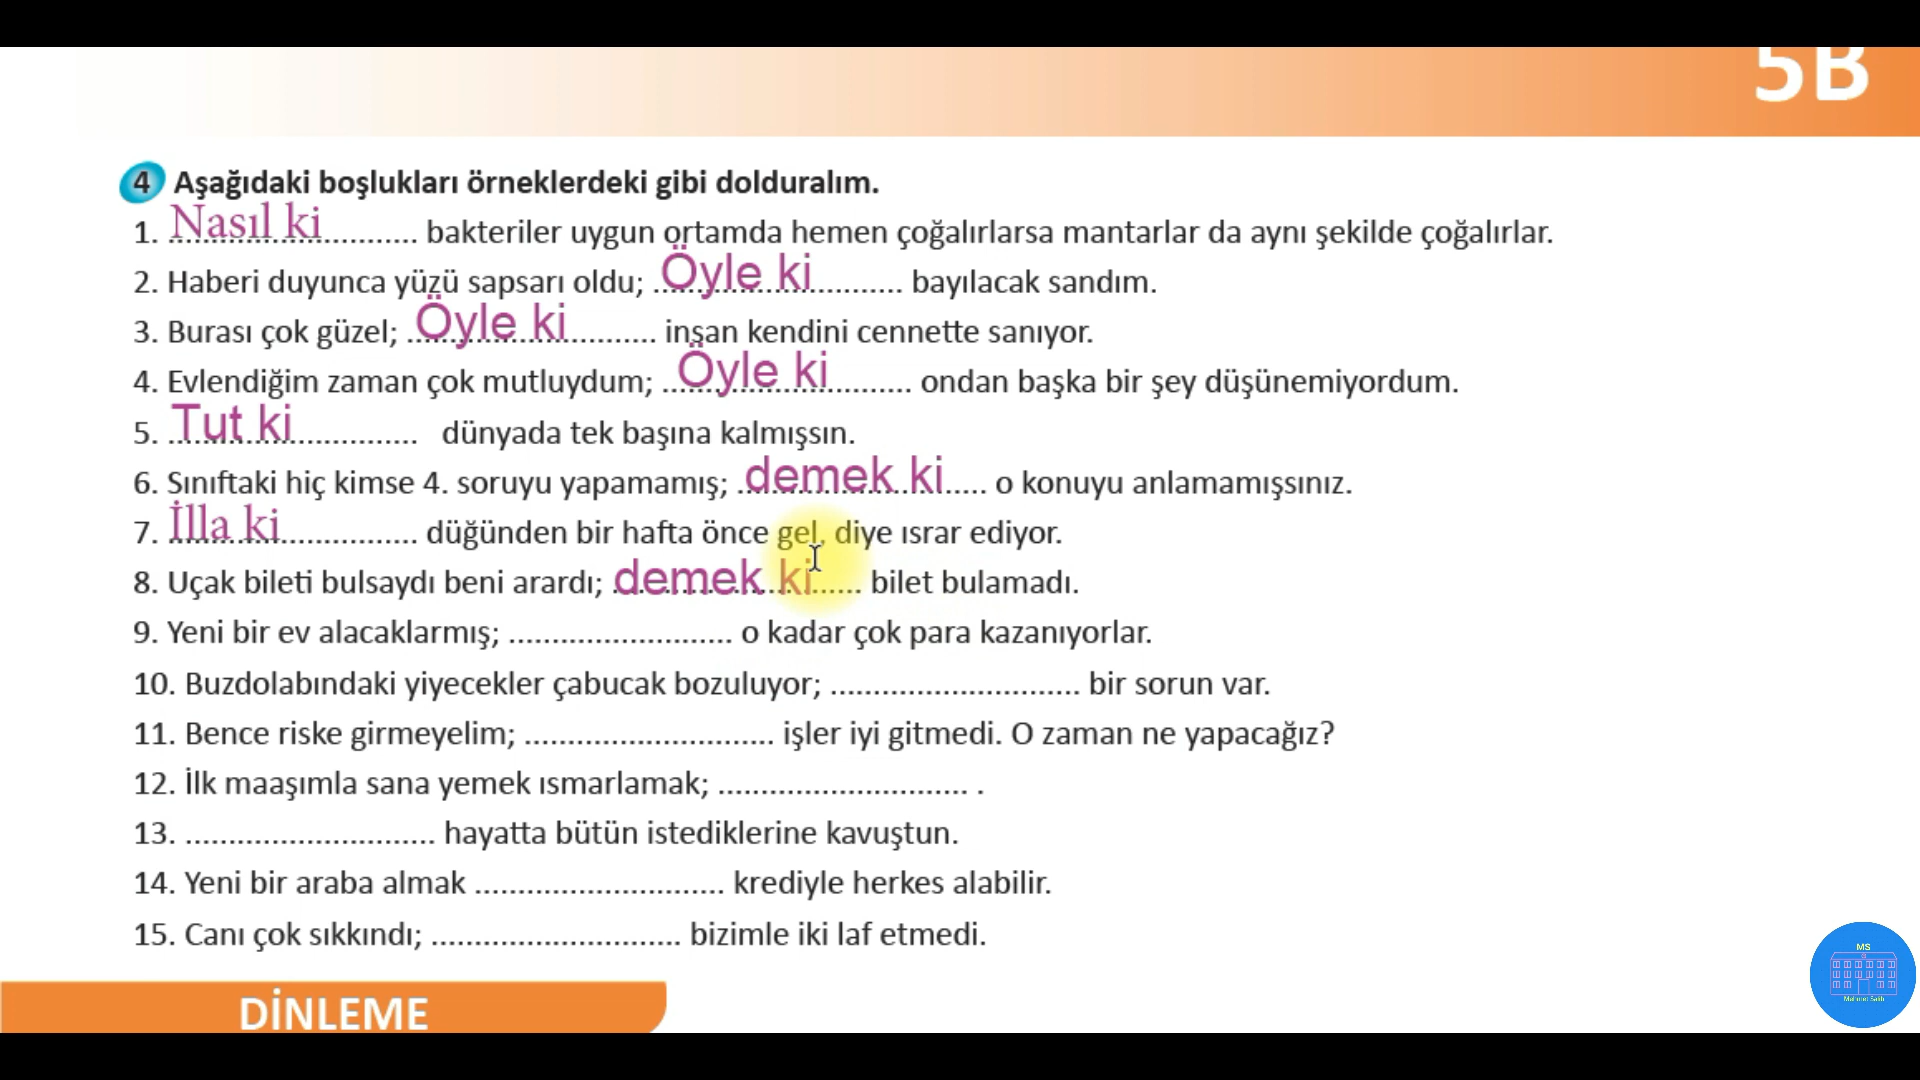 5B
4 Aşağıdaki boşlukları örneklerdeki gibi dolduralım.
1. Nasıl ki bakteriler uygun ortamda hemen çoğalırlarsa mantarlar da aynı şekilde çoğalırlar.
2. Haberi duyunca yüzü sapsarı oldu; Öyle ki bayılacak sandım.
3. Burası çok güzel; Öyle ki insan kendini cennette sanıyor.
4. Evlendiğim zaman çok mutluydum; Öyle ki ondan başka bir şey düşünemiyordum.
5. Tut ki dünyada tek başına kalmışsın.
6. Sınıftaki hiç kimse 4. soruyu yapamamış; demek ki o konuyu anlamamışsınız.
7. İlla ki düğünden bir hafta önce gel, diye ısrar ediyor.
8. Uçak bileti bulsaydı beni arardı; demek ki bilet bulamadı.
9. Yeni bir ev alacaklarmış; .......................... o kadar çok para kazanıyorlar.
10. Buzdolabındaki yiyecekler çabucak bozuluyor; ............................. bir sorun var.
11. Bence riske girmeyelim; ............................. işler iyi gitmedi. O zaman ne yapacağız?
12. İlk maaşımla sana yemek ısmarlamak; ............................. .
13. ............................. hayatta bütün istediklerine kavuştun.
14. Yeni bir araba almak ............................. krediyle herkes alabilir.
15. Canı çok sıkkındı; ............................. bizimle iki laf etmedi.
DİNLEME
MS
Mehmet Salih